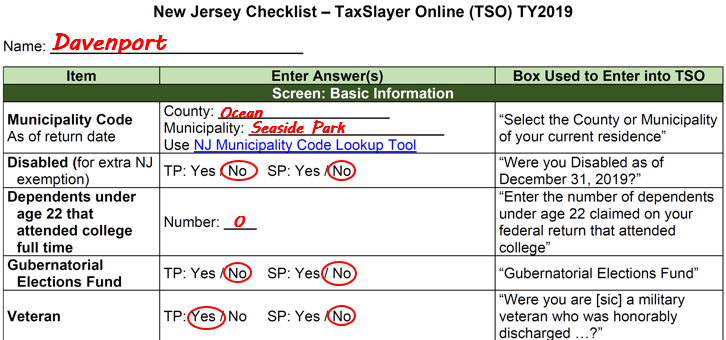 New Jersey Checklist – TaxSlayer Online (TSO) TY2019
Name: Davenport
Item
Enter Answer(s)
Box Used to Enter into TSO
Screen: Basic Information
Municipality Code
As of return date
County: Ocean
Municipality: Seaside Park
Use NJ Municipality Code Lookup Tool
“Select the County or Municipality
of your current residence”
Disabled (for extra NJ
exemption)
TP: Yes / No SP: Yes / No
“Were you Disabled as of
December 31, 2019?”
Dependents under
age 22 that
attended college
full time
Number: 0
“Enter the number of dependents
under age 22 claimed on your
federal return that attended
college”
Gubernatorial
Elections Fund
TP: Yes / No SP: Yes / No
“Gubernatorial Elections Fund”
Veteran
TP: Yes / No SP: Yes / No
“Were you are [sic] a military
veteran who was honorably
discharged …?”